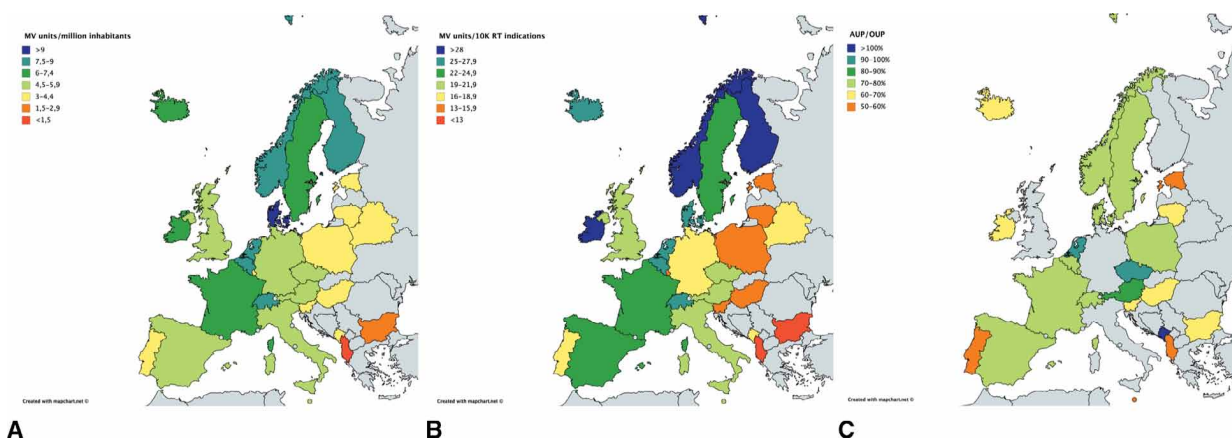 MV units/million inhabitants
>9
7,5-9
6-7,4
4,5-5,9
3-4,4
1,5-2,9
<1,5
Created with mapchart.net ©
A
MV units/10K RT indications
>28
25-27,9
22-24,9
19-21,9
16-18,9
13-15,9
<13
Created with mapchart.net ©
B
AUP/OUP
>100%
90-100%
80-90%
70-80%
60-70%
50-60%
Created with mapchart.net ©
C